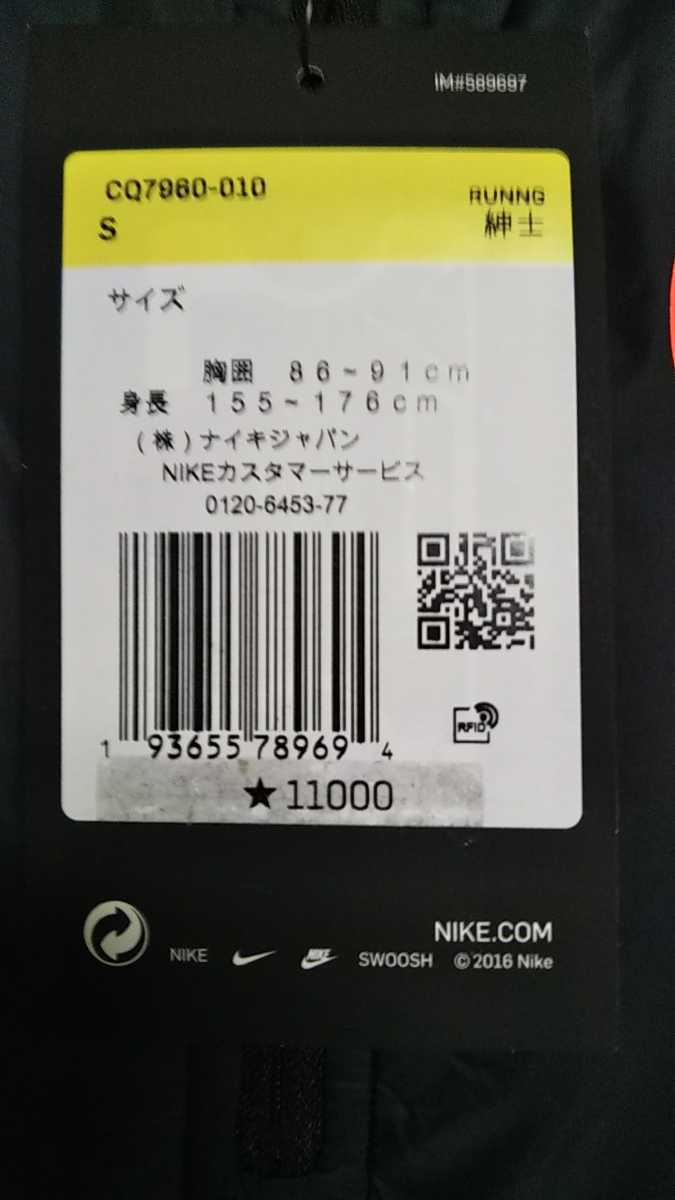 IM#589697
CQ7960-010
RUNNG
S
紳士
サイズ
胸囲 86~91cm
身長 155~176cm
(株)ナイキジャパン
NIKEカスタマーサービス
0120-6453-77
RFID
1 93655 78969 4
★11000
NIKE.COM
NIKE NIKE SWOOSH ©2016 Nike